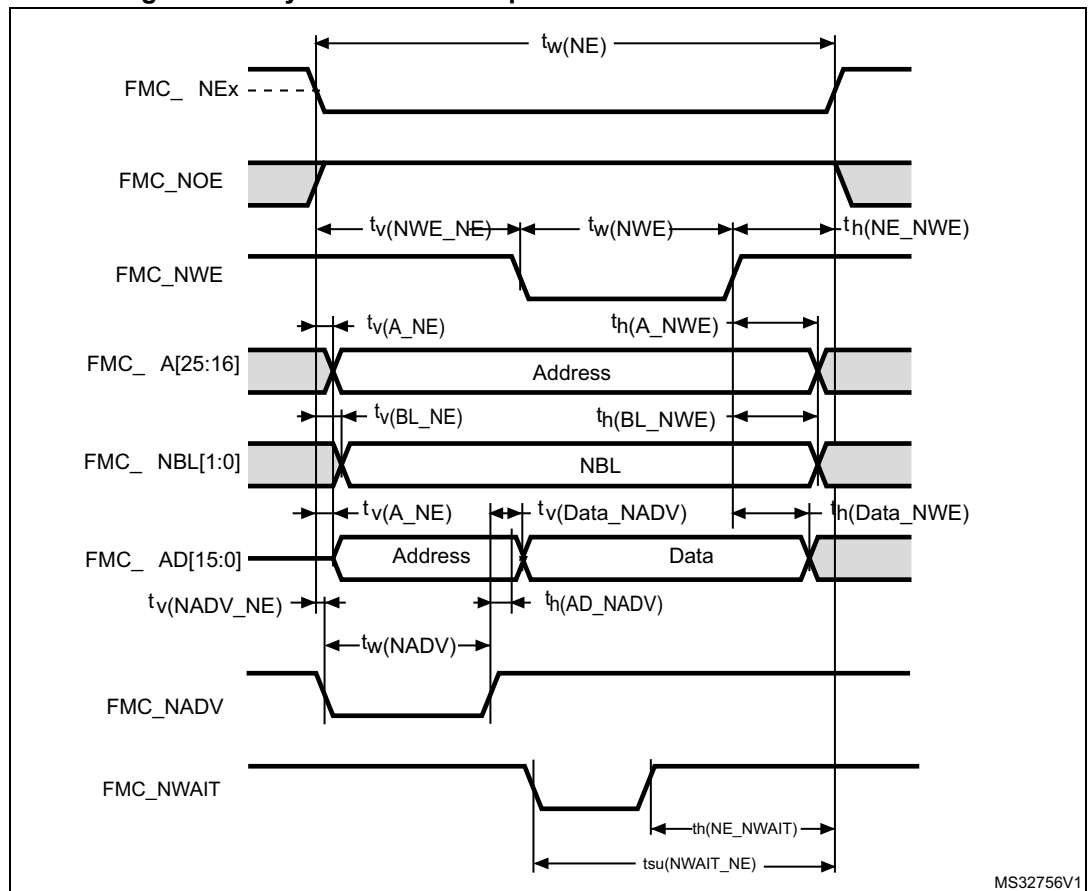 tw(NE)
FMC_ NEx
FMC_NOE
tv(NWE_NE)
tw(NWE)
th(NE_NWE)
FMC_NWE
tv(A_NE)
th(A_NWE)
FMC_ A[25:16]
Address
tv(BL_NE)
th(BL_NWE)
FMC_ NBL[1:0]
NBL
tv(A_NE)
tv(Data_NADV)
th(Data_NWE)
FMC_ AD[15:0]
Address
Data
tv(NADV_NE)
th(AD_NADV)
tw(NADV)
FMC_NADV
FMC_NWAIT
th(NE_NWAIT)
tsu(NWAIT_NE)
MS32756V1